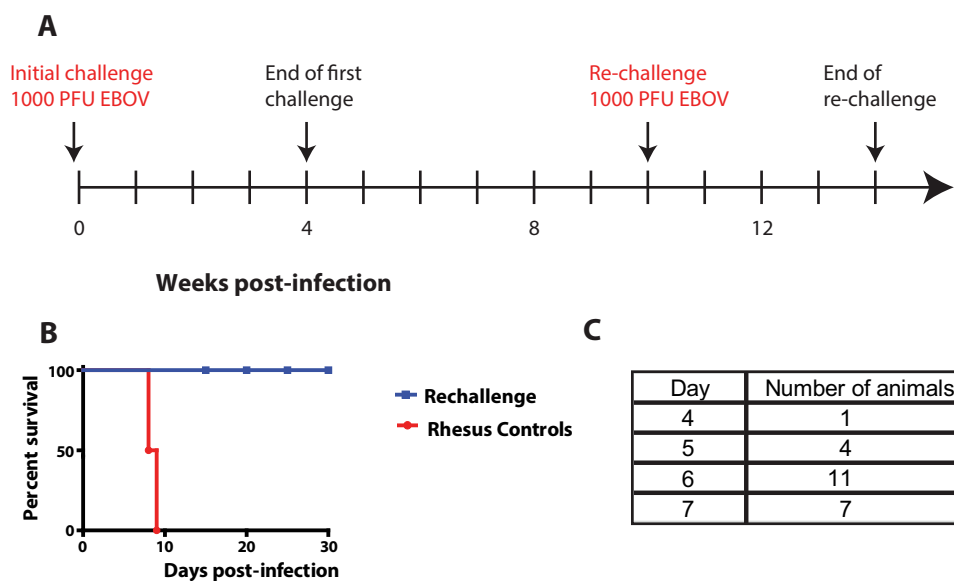 A
Initial challenge
1000 PFU EBOV
End of first
challenge
Re-challenge
1000 PFU EBOV
End of
re-challenge
0 4 8 12
Weeks post-infection
B
Percent survival
100
50
0
0 10 20 30
Days post-infection
Rechallenge
Rhesus Controls
C
Day Number of animals
4 1
5 4
6 11
7 7